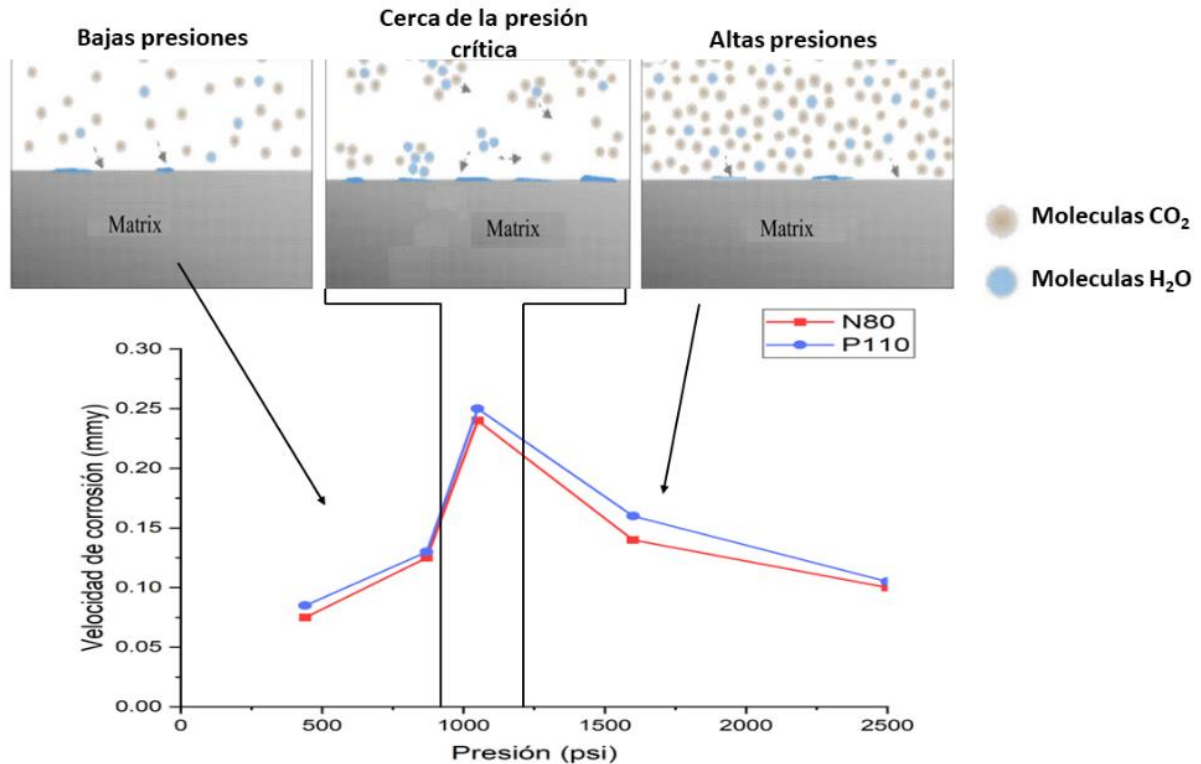 Bajas presiones
Cerca de la presión
crítica
Altas presiones
Matrix
Matrix
Matrix
Moleculas CO₂
Moleculas H₂O
N80
P110
0.30
0.25
0.20
0.15
0.10
0.05
0.00
Velocidad de corrosión (mmy)
0
500
1000
1500
2000
2500
Presión (psi)